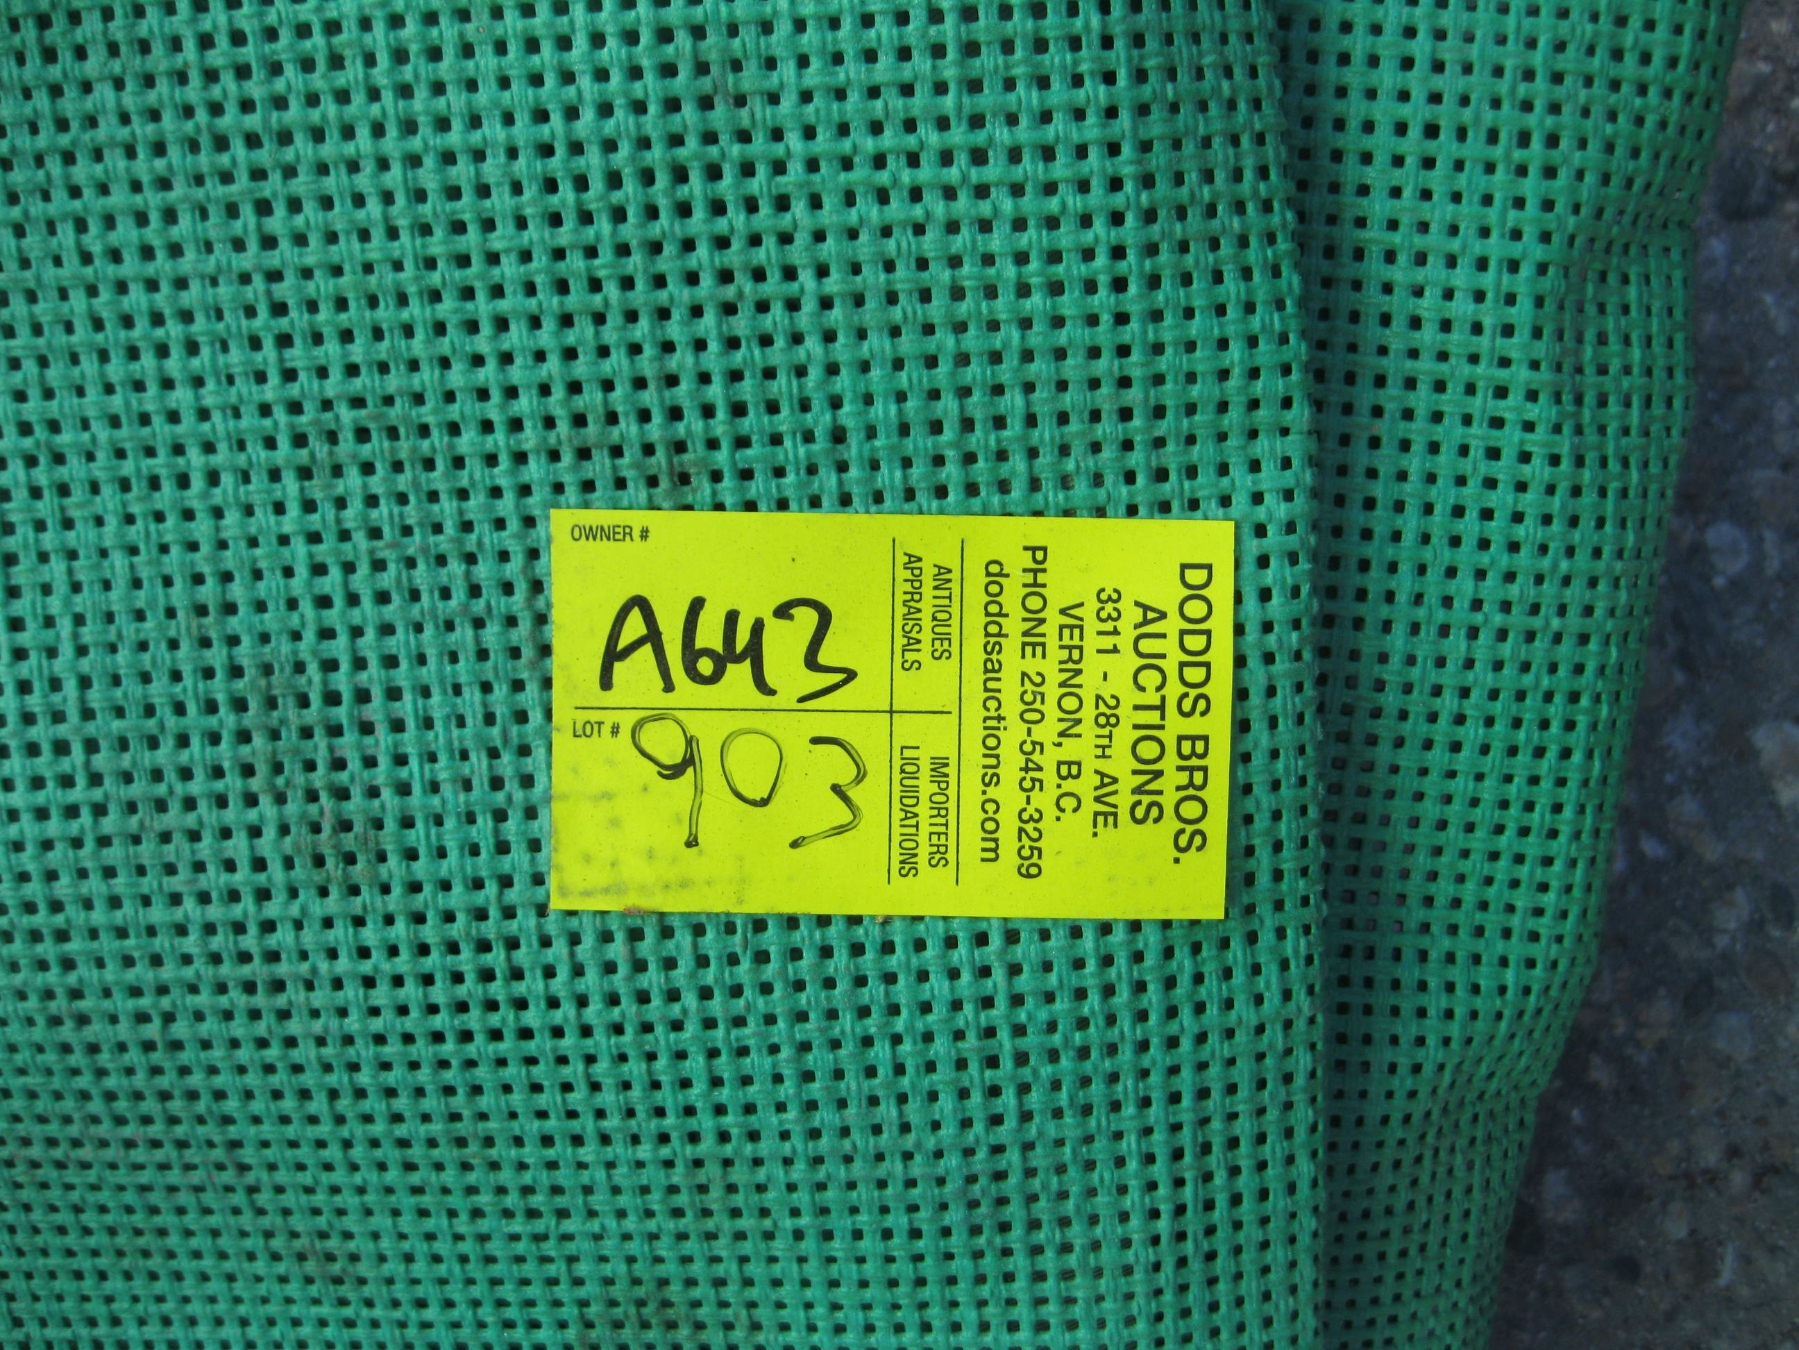 DODDS BROS.
AUCTIONS
3311 - 28TH AVE.
VERNON, B.C.
PHONE 250-545-3259
doddsauctions.com
ANTIQUES
APPRAISALS
IMPORTERS
LIQUIDATIONS
OWNER #
A643
LOT #
903